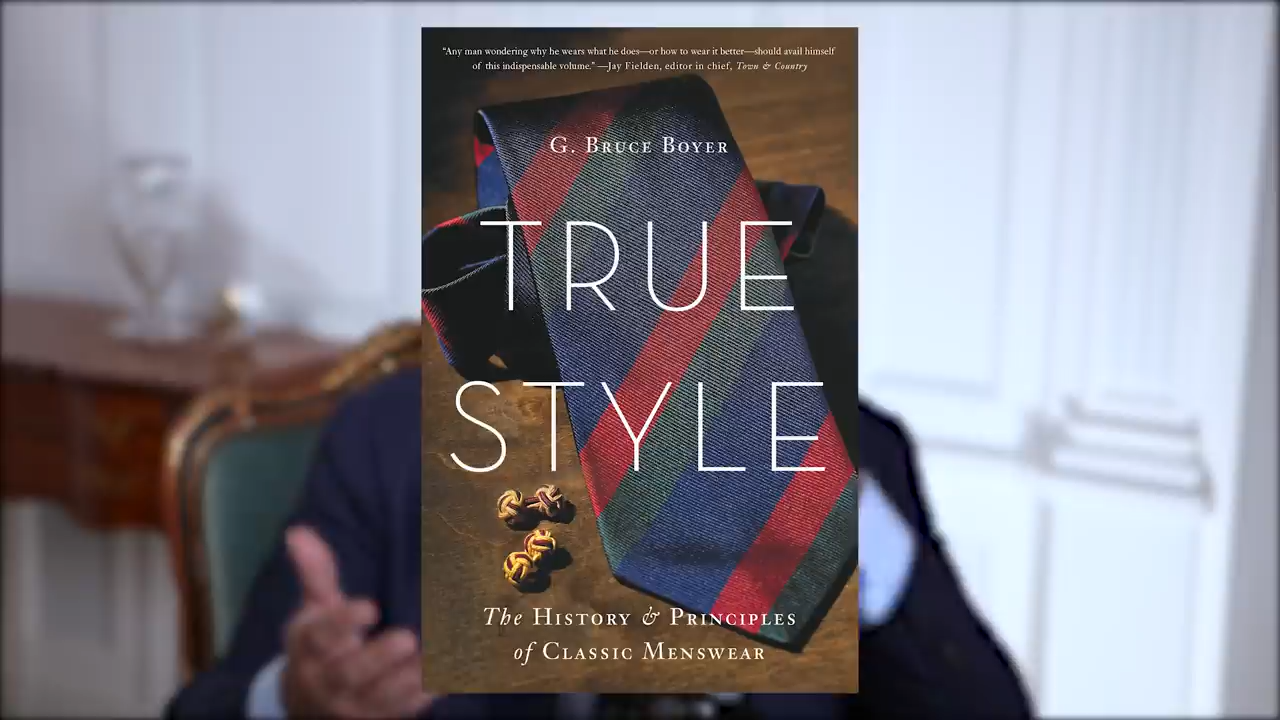 “Any man wondering why he wears what he does—or how to wear it better—should avail himself
of this indispensable volume.” —Jay Fielden, editor in chief, Town & Country
G. BRUCE BOYER
TRUE
STYLE
The HISTORY & PRINCIPLES
of CLASSIC MENSWEAR